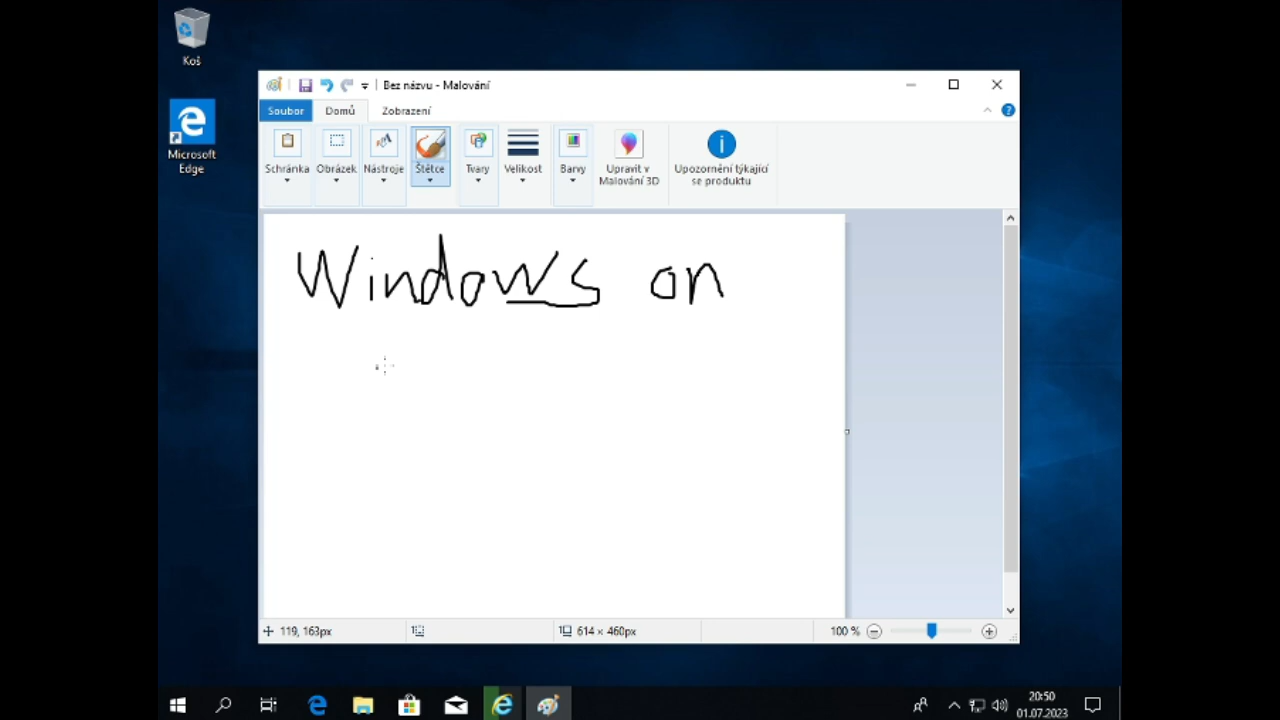 Koš
Microsoft
Edge
Bez názvu - Malování
Soubor Domů Zobrazení
Schránka Obrázek Nástroje Štětce Tvary Velikost Barvy Upravit v
Malování 3D Upozornění týkající
se produktu
Windows on
119, 163px 614 × 460px 100 %
20:50
01.07.2023